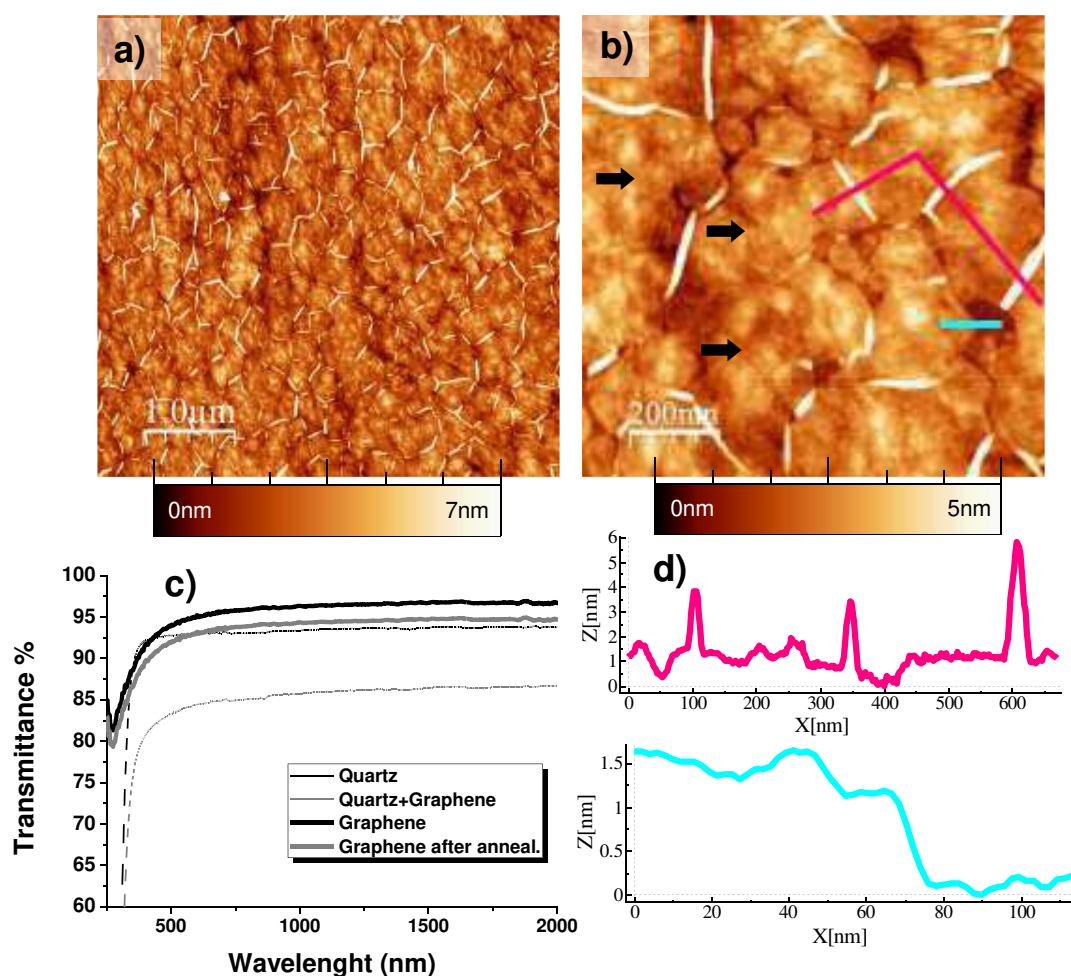 a)
1.0µm
0nm
7nm
b)
200nm
0nm
5nm
c)
100
95
90
85
80
75
70
65
60
Transmittance %
Quartz
Quartz+Graphene
Graphene
Graphene after anneal.
500
1000
1500
2000
Wavelenght (nm)
d)
6
5
4
3
2
1
0
Z[nm]
0
100
200
300
400
500
600
X[nm]
1.5
1
0.5
0
Z[nm]
0
20
40
60
80
100
X[nm]